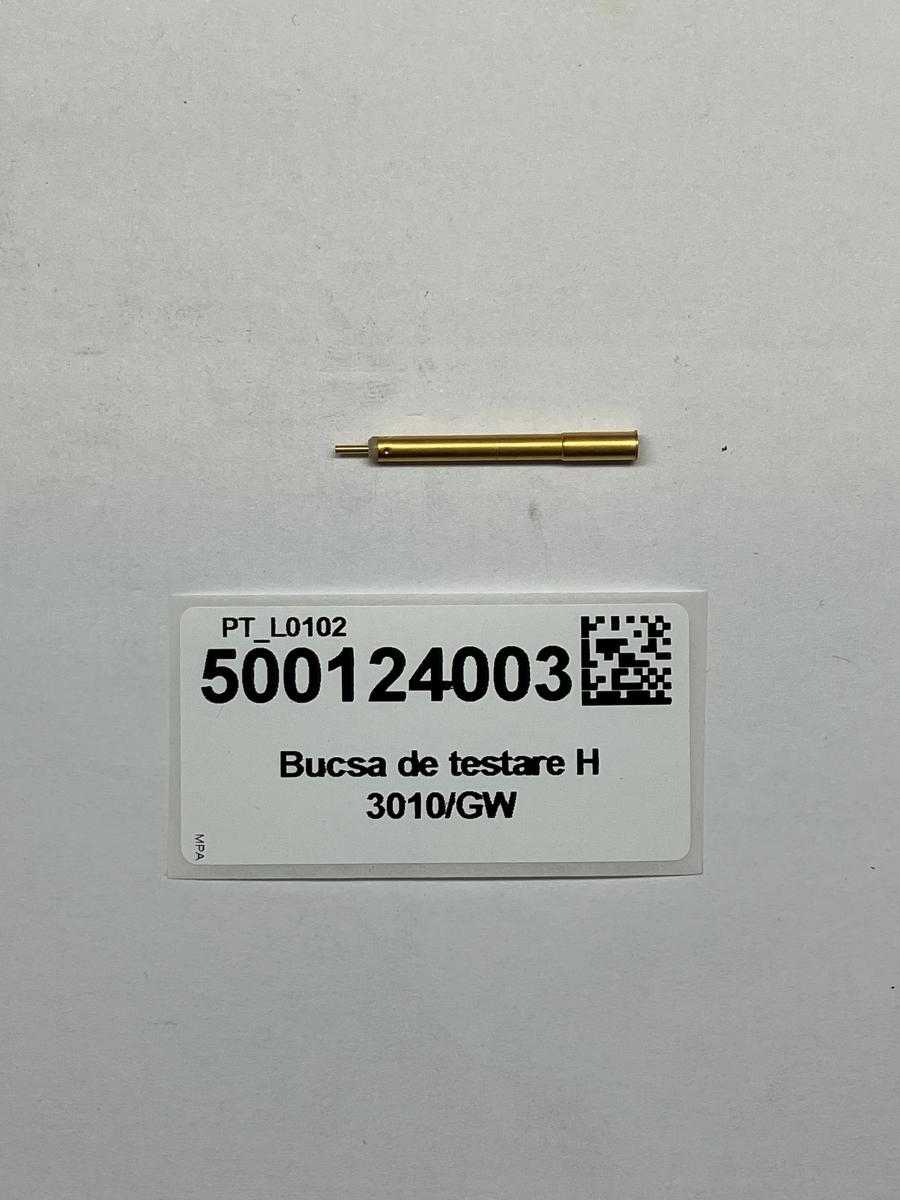 PT_L0102
500124003
Bucsa de testare H
3010/GW
MPA